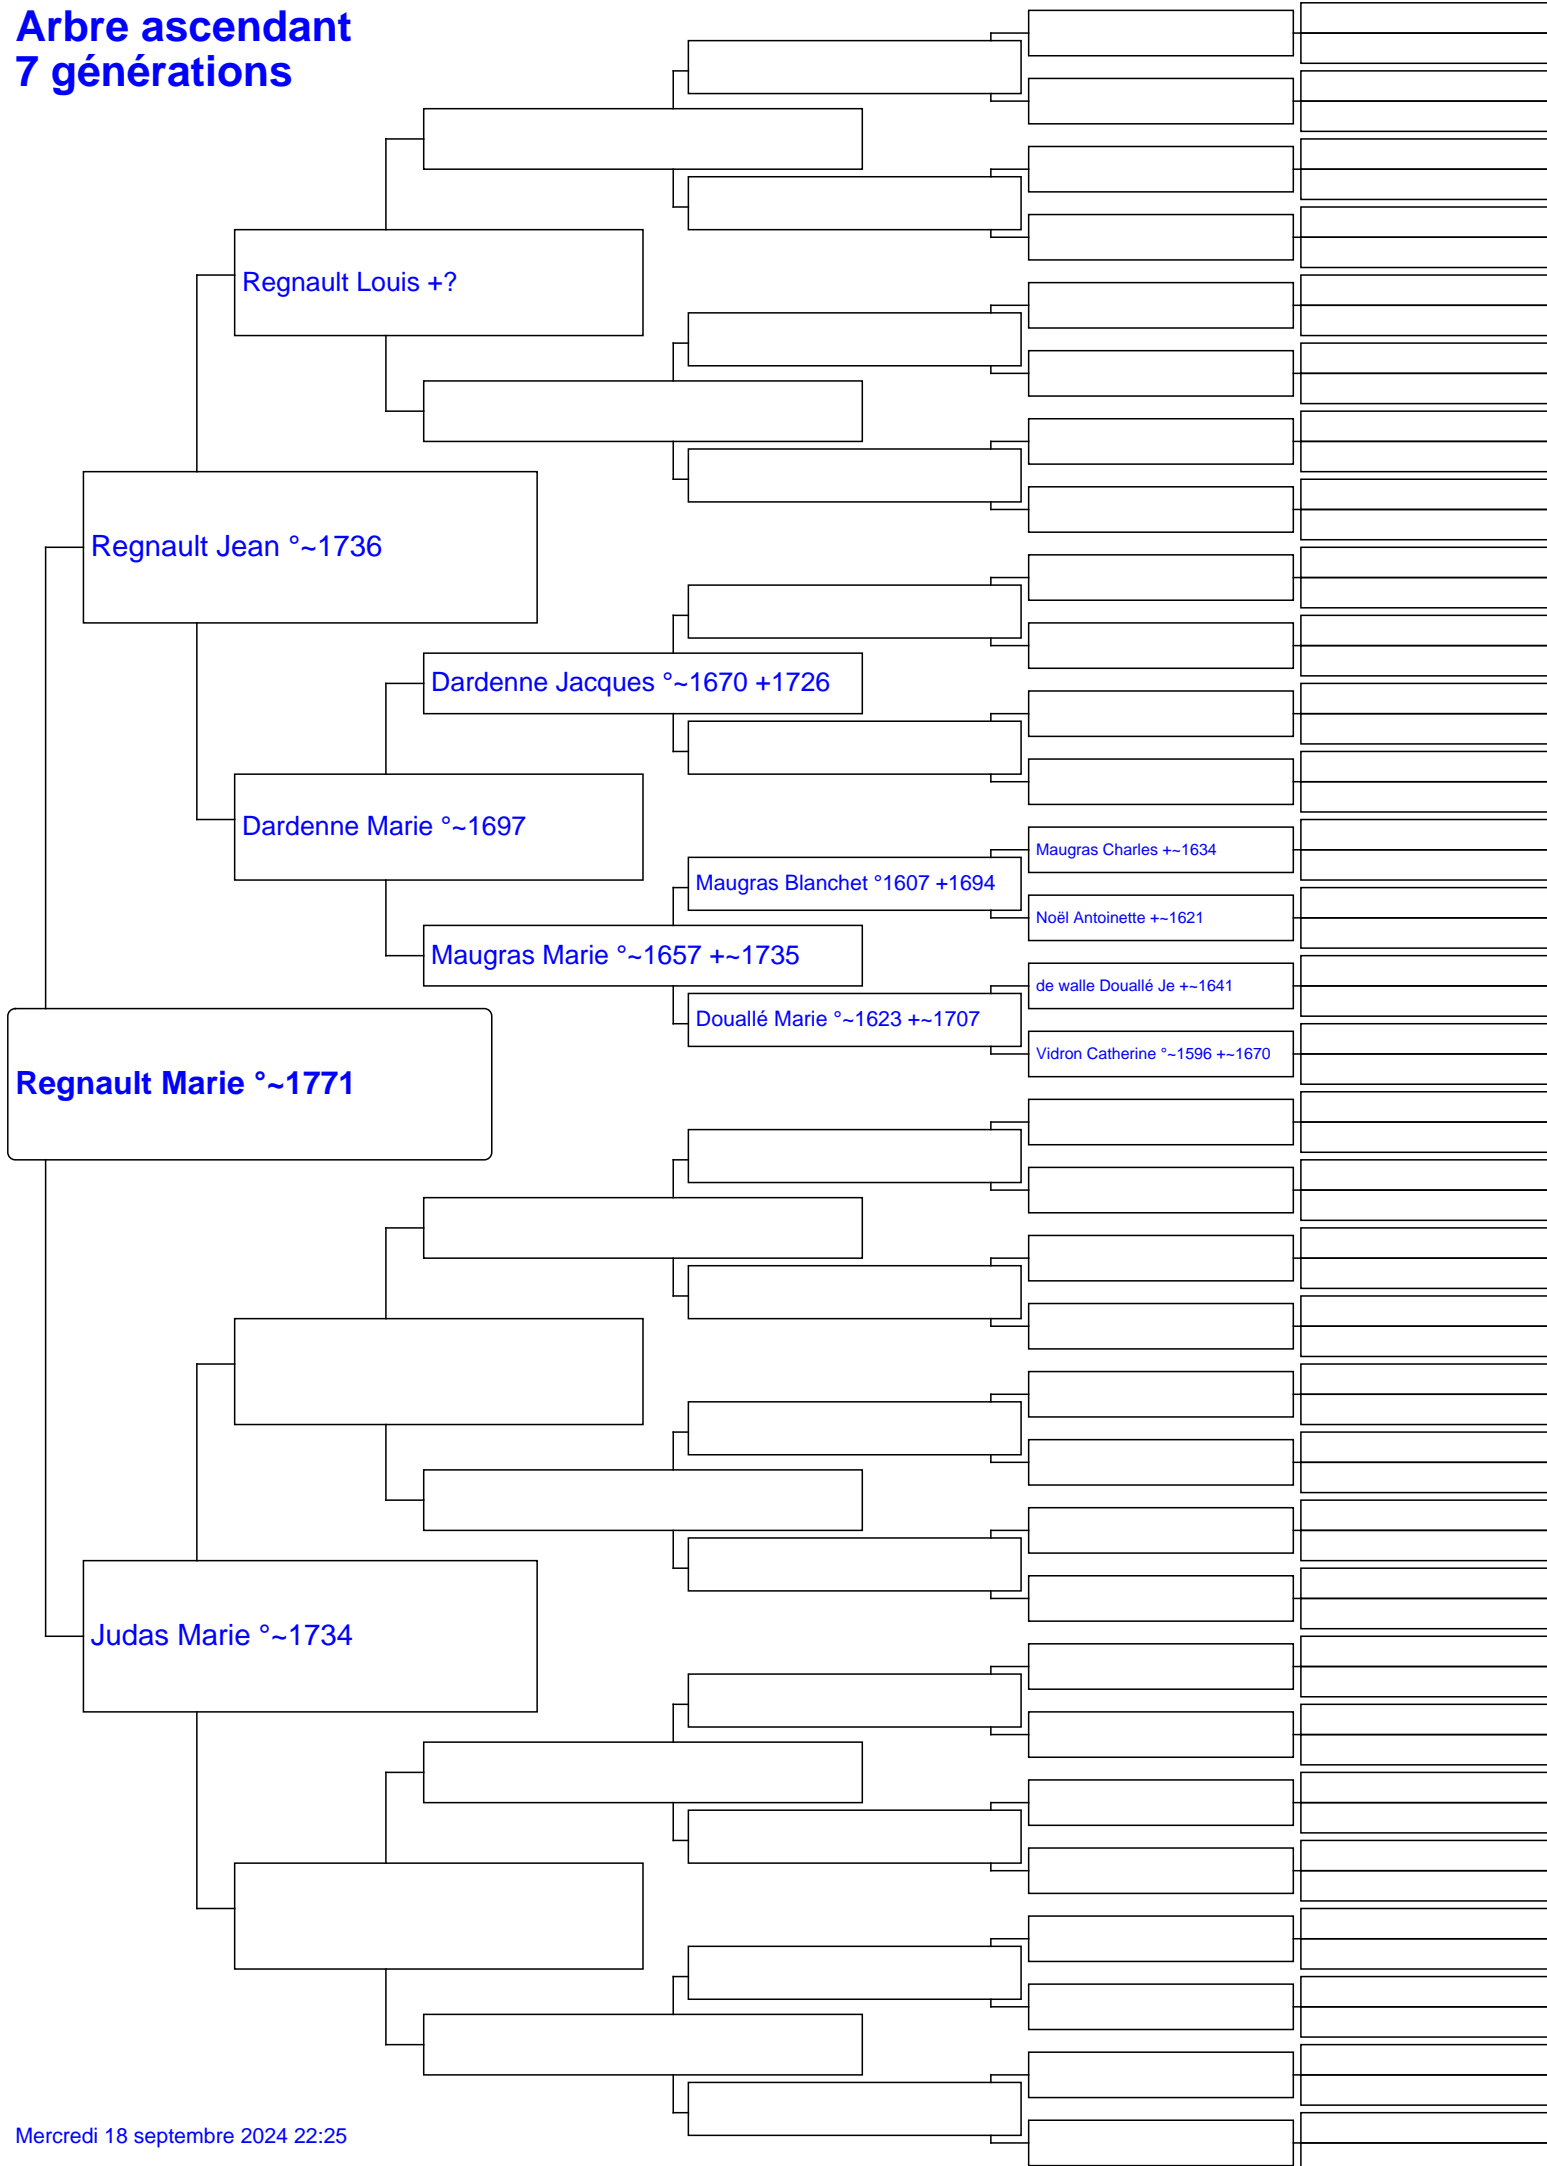 Arbre ascendant
7 générations
Regnault Louis +?
Regnault Jean °~1736
Dardenne Jacques °~1670 +1726
Dardenne Marie °~1697
Maugras Charles +~1634
Maugras Blanchet °1607 +1694
Noël Antoinette +~1621
Maugras Marie °~1657 +~1735
de walle Douallé Je +~1641
Douallé Marie °~1623 +~1707
Vidron Catherine °~1596 +~1670
Regnault Marie °~1771
Judas Marie °~1734
Mercredi 18 septembre 2024 22:25